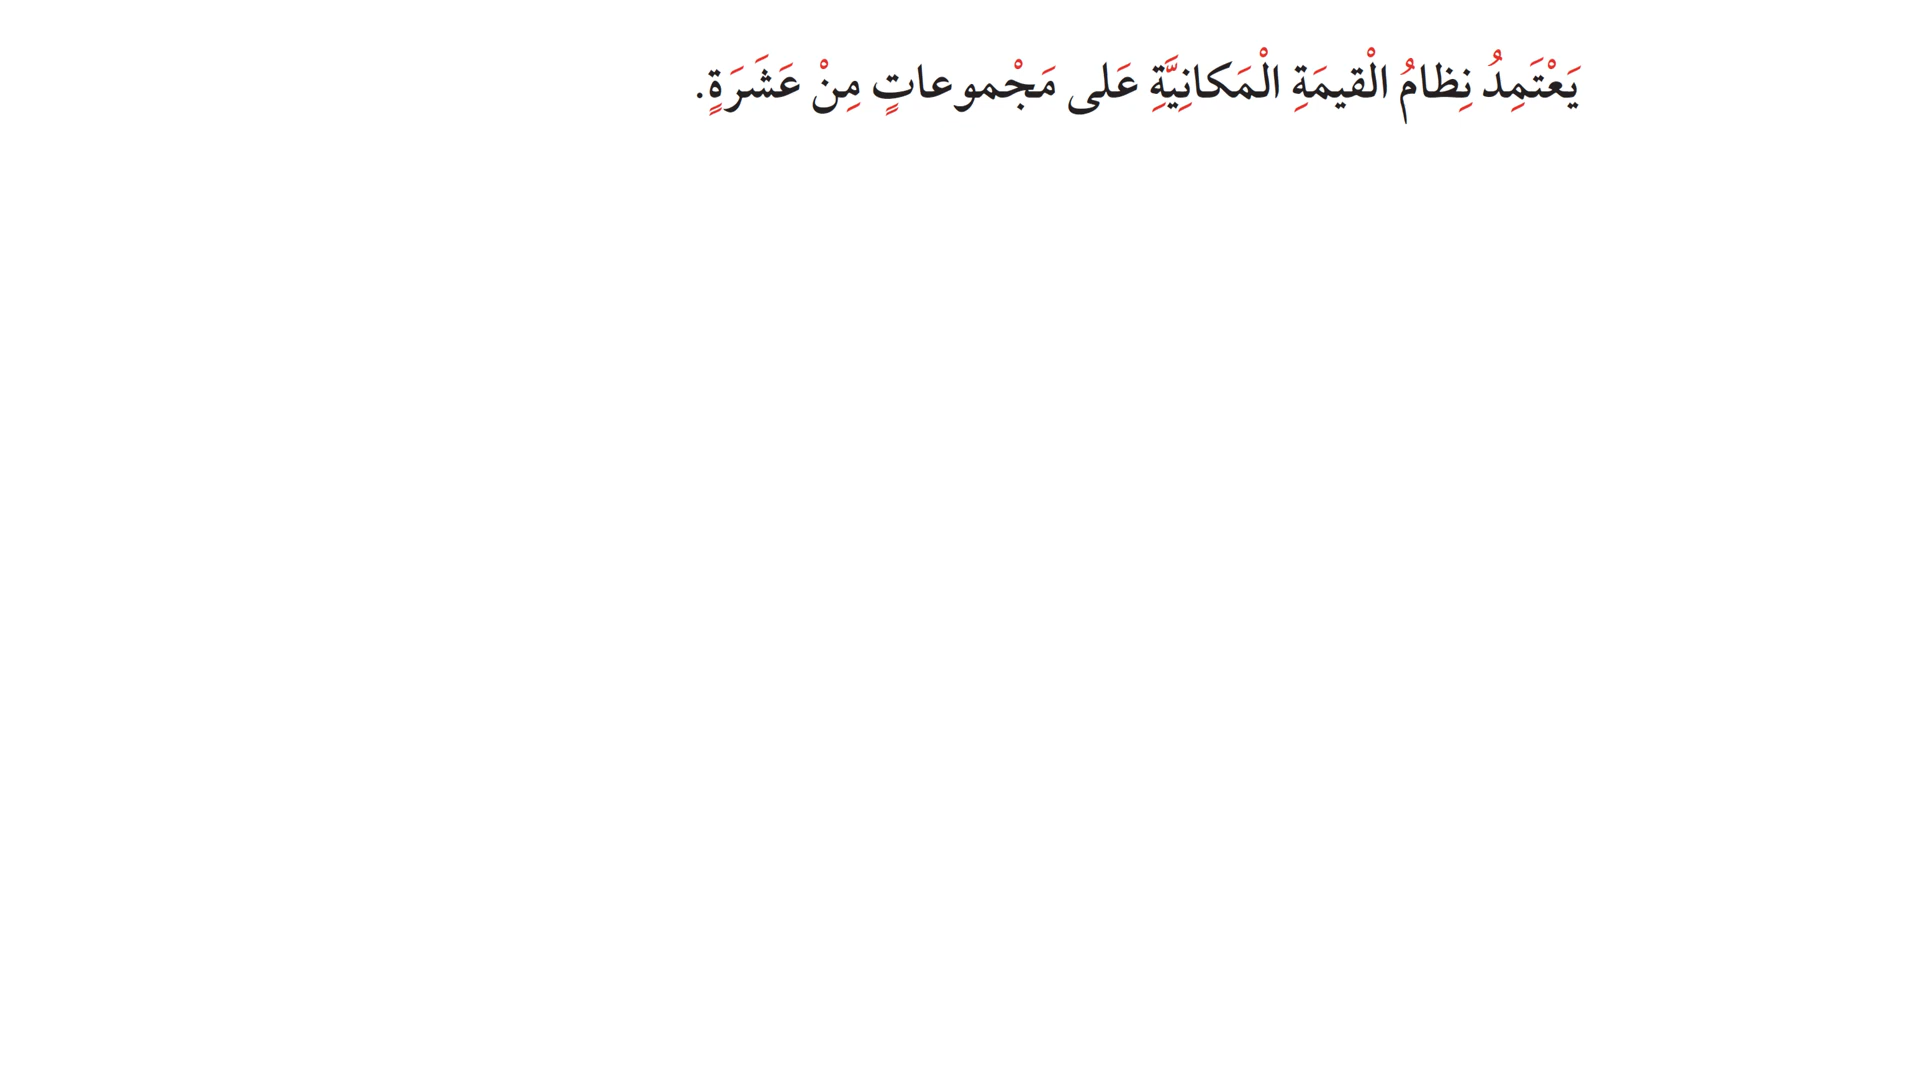 يَعْتَمِدُ نِظامُ الْقيمَةِ الْمَكانِيَّةِ عَلى مَجْموعاتٍ مِنْ عَشَرَةٍ.